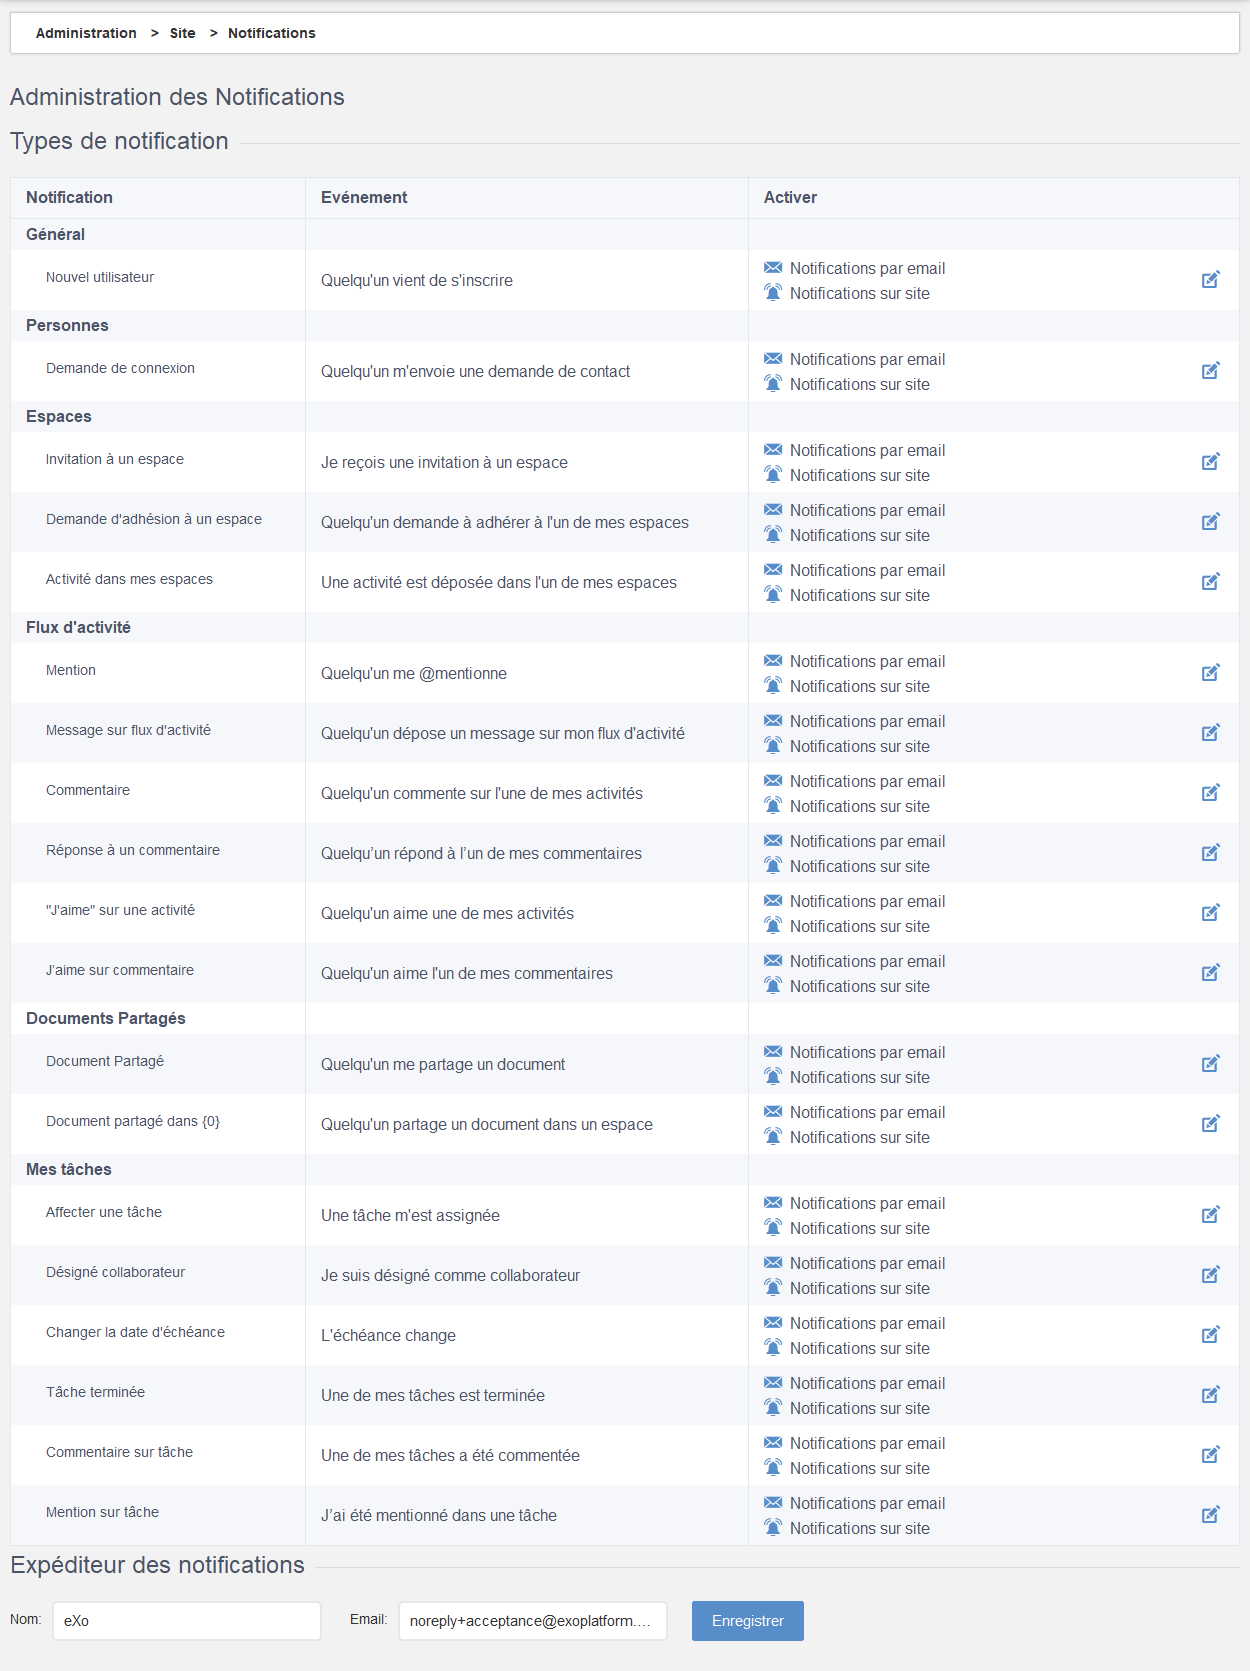 Administration > Site > Notifications
Administration des Notifications
Types de notification
Notification Evénement Activer
Général
Nouvel utilisateur Quelqu'un vient de s'inscrire Notifications par email
Notifications sur site
Personnes
Demande de connexion Quelqu'un m'envoie une demande de contact Notifications par email
Notifications sur site
Espaces
Invitation à un espace Je reçois une invitation à un espace Notifications par email
Notifications sur site
Demande d'adhésion à un espace Quelqu'un demande à adhérer à l'un de mes espaces Notifications par email
Notifications sur site
Activité dans mes espaces Une activité est déposée dans l'un de mes espaces Notifications par email
Notifications sur site
Flux d'activité
Mention Quelqu'un me @mentionne Notifications par email
Notifications sur site
Message sur flux d'activité Quelqu'un dépose un message sur mon flux d'activité Notifications par email
Notifications sur site
Commentaire Quelqu'un commente sur l'une de mes activités Notifications par email
Notifications sur site
Réponse à un commentaire Quelqu’un répond à l’un de mes commentaires Notifications par email
Notifications sur site
"J'aime" sur une activité Quelqu'un aime une de mes activités Notifications par email
Notifications sur site
J’aime sur commentaire Quelqu'un aime l'un de mes commentaires Notifications par email
Notifications sur site
Documents Partagés
Document Partagé Quelqu'un me partage un document Notifications par email
Notifications sur site
Document partagé dans {0} Quelqu'un partage un document dans un espace Notifications par email
Notifications sur site
Mes tâches
Affecter une tâche Une tâche m'est assignée Notifications par email
Notifications sur site
Désigné collaborateur Je suis désigné comme collaborateur Notifications par email
Notifications sur site
Changer la date d'échéance L'échéance change Notifications par email
Notifications sur site
Tâche terminée Une de mes tâches est terminée Notifications par email
Notifications sur site
Commentaire sur tâche Une de mes tâches a été commentée Notifications par email
Notifications sur site
Mention sur tâche J’ai été mentionné dans une tâche Notifications par email
Notifications sur site
Expéditeur des notifications
Nom: eXo Email: noreply+acceptance@exoplatform.... Enregistrer